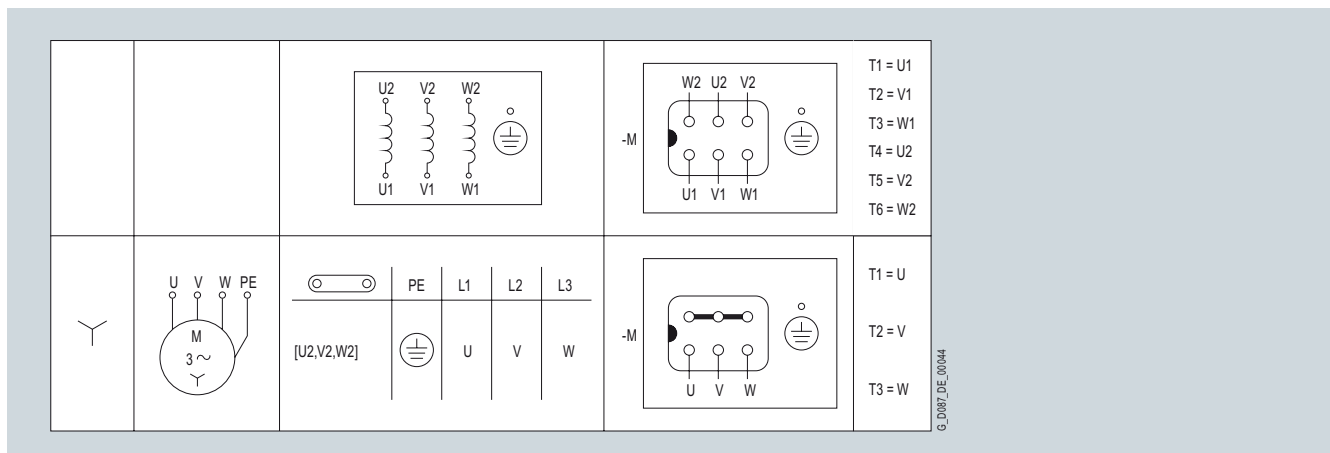 U2 V2 W2
U1 V1 W1
W2 U2 V2
-M
U1 V1 W1
T1 = U1
T2 = V1
T3 = W1
T4 = U2
T5 = V2
T6 = W2
U V W PE
M
3 ~
PE L1 L2 L3
[U2,V2,W2] U V W
-M
U V W
T1 = U
T2 = V
T3 = W
G_D087_DE_00044